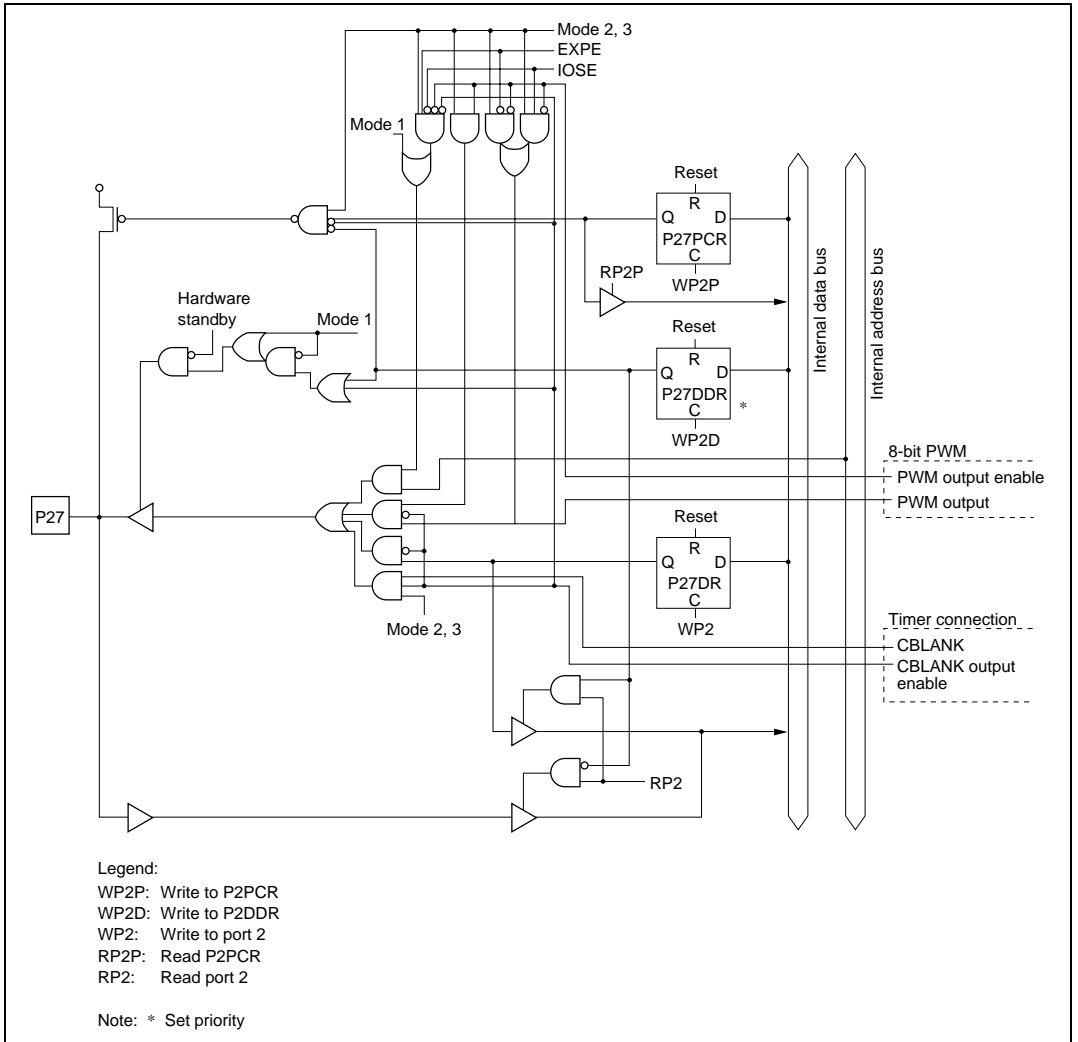 Mode 2, 3
EXPE
IOSE
Mode 1
Reset
R
Q D
P27PCR
C
WP2P
RP2P
Hardware
standby
Mode 1
Reset
R
Q D
P27DDR
C
*
WP2D
Internal data bus
Internal address bus
8-bit PWM
PWM output enable
PWM output
P27
Reset
R
Q D
P27DR
C
WP2
Mode 2, 3
Timer connection
CBLANK
CBLANK output
enable
RP2
Legend:
WP2P: Write to P2PCR
WP2D: Write to P2DDR
WP2: Write to port 2
RP2P: Read P2PCR
RP2: Read port 2
Note: * Set priority